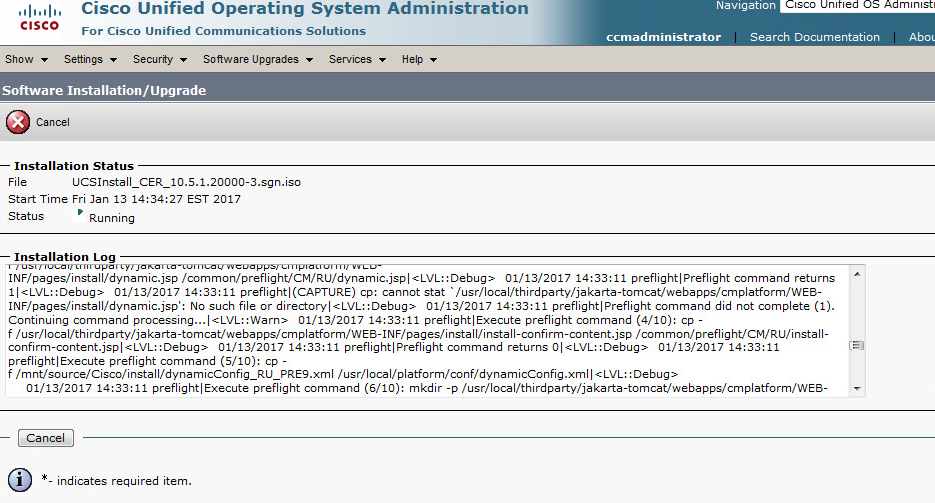 Cisco Unified Operating System Administration
Navigation Cisco Unified OS Administ
CISCO
For Cisco Unified Communications Solutions
ccmadministrator | Search Documentation | Abou
Show Settings Security Software Upgrades Services Help
Software Installation/Upgrade
Cancel
Installation Status
File UCSInstall_CER_10.5.1.20000-3.sgn.iso
Start Time Fri Jan 13 14:34:27 EST 2017
Status Running
Installation Log
f /usr/local/thirdparty/jakarta-tomcat/webapps/cmplatform/WEB-
INF/pages/install/dynamic.jsp /common/preflight/CM/RU/dynamic.jsp|<LVL::Debug> 01/13/2017 14:33:11 preflight|Preflight command returns
1|<LVL::Debug> 01/13/2017 14:33:11 preflight|(CAPTURE) cp: cannot stat `/usr/local/thirdparty/jakarta-tomcat/webapps/cmplatform/WEB-
INF/pages/install/dynamic.jsp': No such file or directory|<LVL::Debug> 01/13/2017 14:33:11 preflight|Preflight command did not complete (1).
Continuing command processing...|<LVL::Warn> 01/13/2017 14:33:11 preflight|Execute preflight command (4/10): cp -
f /usr/local/thirdparty/jakarta-tomcat/webapps/cmplatform/WEB-INF/pages/install/install-confirm-content.jsp /common/preflight/CM/RU/install-
confirm-content.jsp|<LVL::Debug> 01/13/2017 14:33:11 preflight|Preflight command returns 0|<LVL::Debug> 01/13/2017 14:33:11
preflight|Execute preflight command (5/10): cp -
f /mnt/source/Cisco/install/dynamicConfig_RU_PRE9.xml /usr/local/platform/conf/dynamicConfig.xml|<LVL::Debug>
01/13/2017 14:33:11 preflight|Execute preflight command (6/10): mkdir -p /usr/local/thirdparty/jakarta-tomcat/webapps/cmplatform/WEB-
Cancel
*- indicates required item.